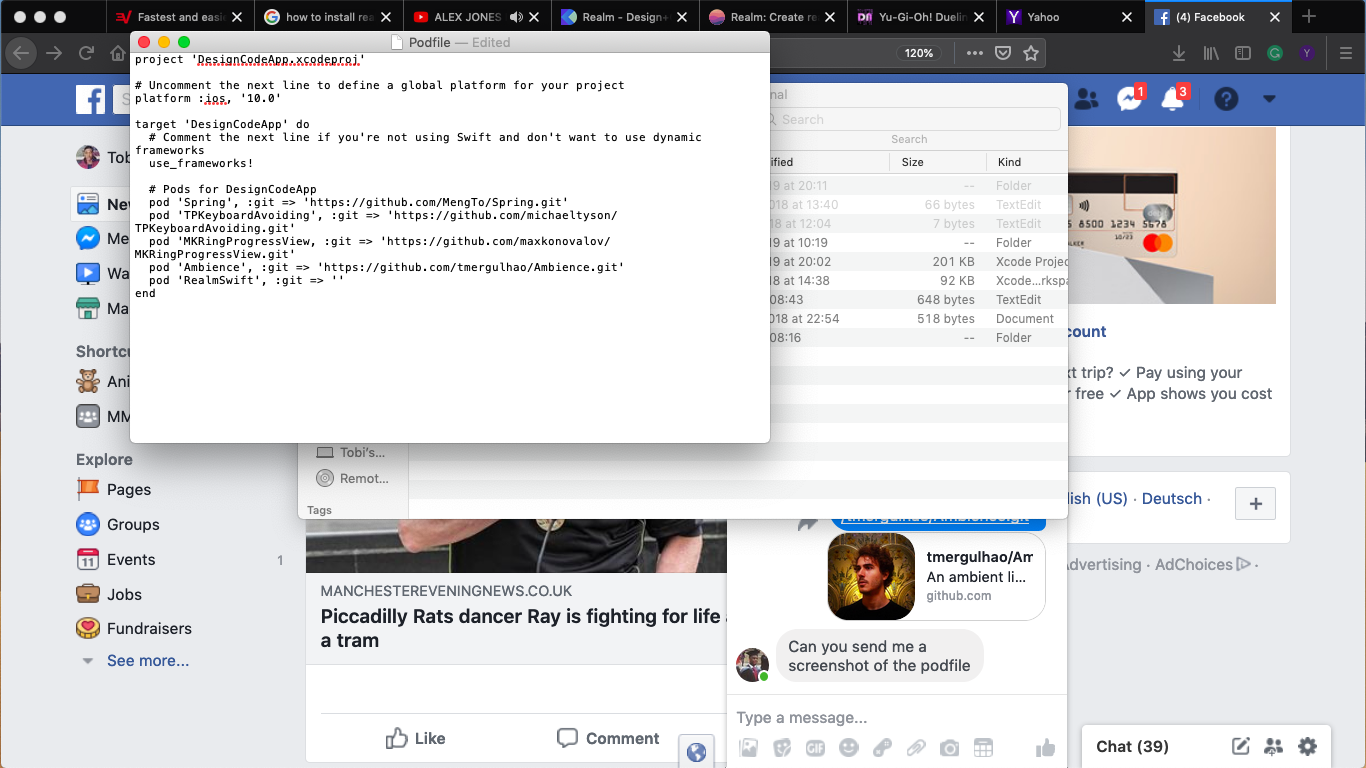 Fastest and easie
how to install rea
ALEX JONES
Realm - Design+
Realm: Create re
Yu-Gi-Oh! Duelin
Yahoo
(4) Facebook
120%
Podfile — Edited
project 'DesignCodeApp.xcodeproj'
# Uncomment the next line to define a global platform for your project
platform :ios, '10.0'
target 'DesignCodeApp' do
# Comment the next line if you're not using Swift and don't want to use dynamic
frameworks
use_frameworks!
# Pods for DesignCodeApp
pod 'Spring', :git => 'https://github.com/MengTo/Spring.git'
pod 'TPKeyboardAvoiding', :git => 'https://github.com/michaeltyson/
TPKeyboardAvoiding.git'
pod 'MKRingProgressView, :git => 'https://github.com/maxkonovalov/
MKRingProgressView.git'
pod 'Ambience', :git => 'https://github.com/tmergulhao/Ambience.git'
pod 'RealmSwift', :git => ''
end
nal
Search
Search
ified Size Kind
19 at 20:11 -- Folder
018 at 13:40 66 bytes TextEdit
018 at 12:04 7 bytes TextEdit
19 at 10:19 -- Folder
19 at 20:02 201 KB Xcode Projec
19 at 14:38 92 KB Xcode...rkspa
08:43 648 bytes TextEdit
018 at 22:54 518 bytes Document
08:16 -- Folder
Tobi's...
Remot...
Tags
1
3
Tob
New
Me
Wa
Ma
Shortcu
Ani
MM
Explore
Pages
Groups
Events 1
Jobs
Fundraisers
See more...
MANCHESTEREVENINGNEWS.CO.UK
Piccadilly Rats dancer Ray is fighting for life
a tram
Like
Comment
/tmergulhao/Ambience.git
tmergulhao/Am
An ambient li...
github.com
Can you send me a
screenshot of the podfile
Type a message...
GIF
8500 1234 5678
10/23
debit
count
xt trip? ✓ Pay using your
free ✓ App shows you cost
lish (US) · Deutsch ·
Advertising · AdChoices ·
Chat (39)